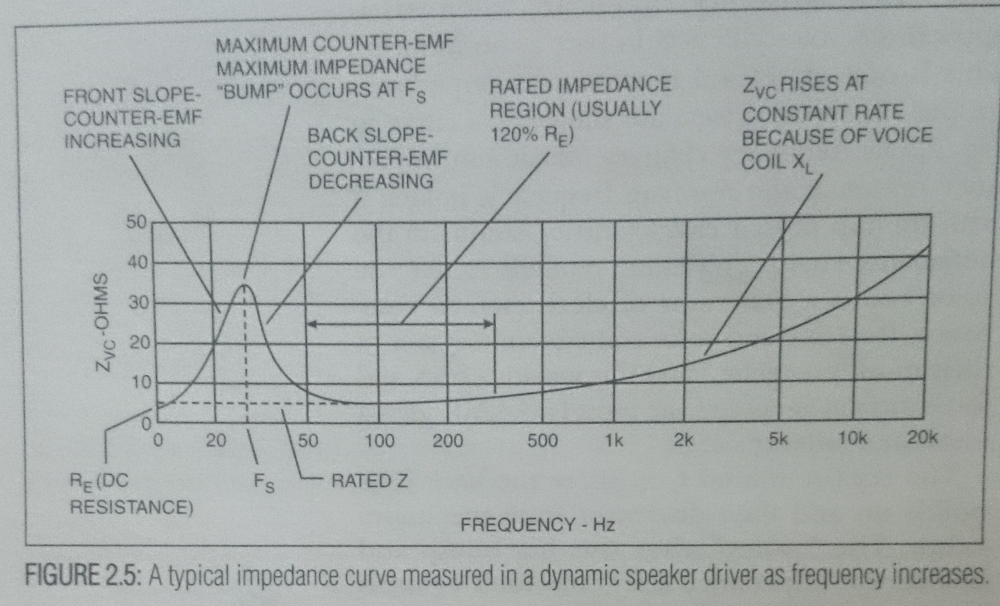 MAXIMUM COUNTER-EMF
MAXIMUM IMPEDANCE
“BUMP” OCCURS AT FS
FRONT SLOPE-
COUNTER-EMF
INCREASING
BACK SLOPE-
COUNTER-EMF
DECREASING
RATED IMPEDANCE
REGION (USUALLY
120% RE)
ZVC RISES AT
CONSTANT RATE
BECAUSE OF VOICE
COIL XL
50
40
30
20
10
0
ZVC-OHMS
0 20 50 100 200 500 1k 2k 5k 10k 20k
RE (DC
RESISTANCE)
FS
RATED Z
FREQUENCY - Hz
FIGURE 2.5: A typical impedance curve measured in a dynamic speaker driver as frequency increases.